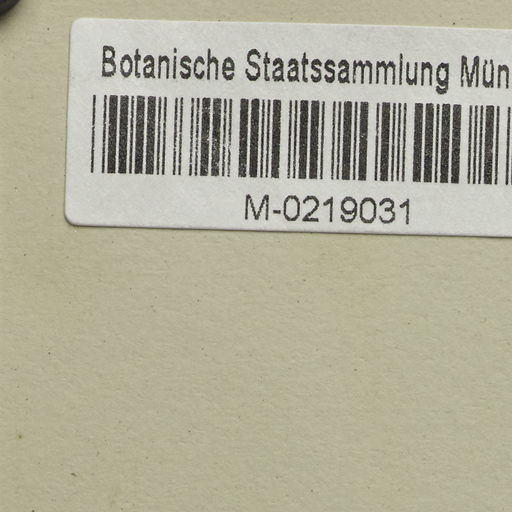 Botanische Staatssammlung Mün
M-0219031